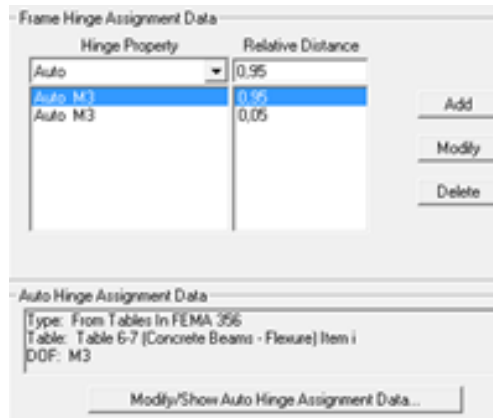 Frame Hinge Assignment Data
Hinge Property Relative Distance
Auto 0,95
Auto M3 0,95
Auto M3 0,05
Add
Modify
Delete
Auto Hinge Assignment Data
Type: From Tables In FEMA 356
Table: Table 6-7 (Concrete Beams - Flexure) Item i
DOF: M3
Modify/Show Auto Hinge Assignment Data...